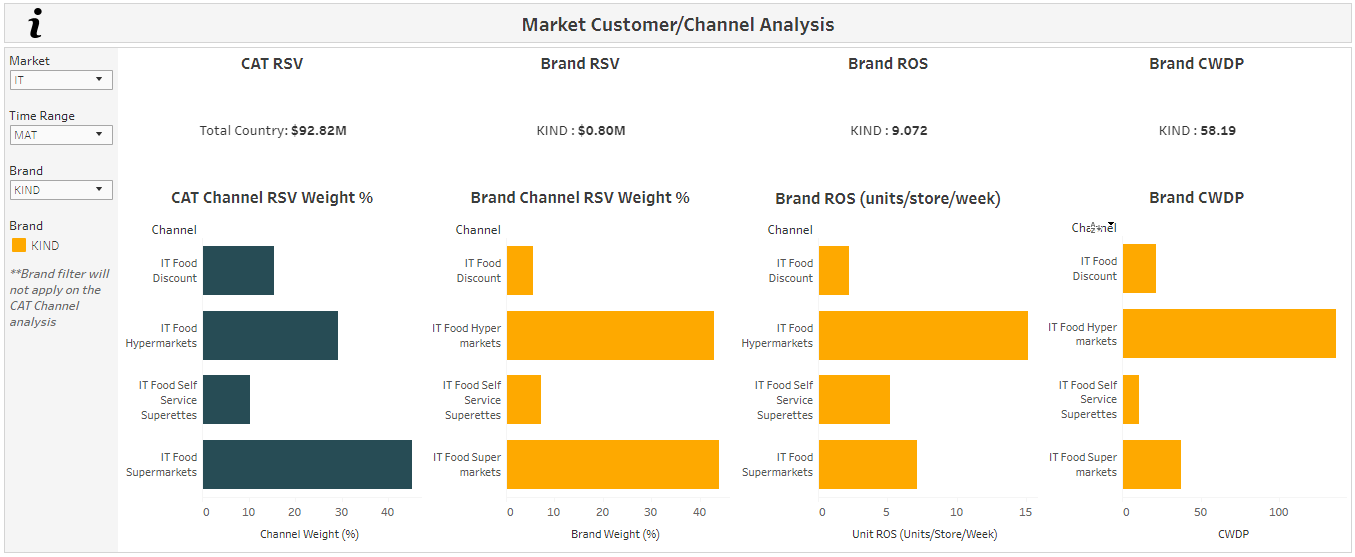 i
Market Customer/Channel Analysis
Market
IT
Time Range
MAT
Brand
KIND
Brand
KIND
**Brand filter will
not apply on the
CAT Channel
analysis
CAT RSV
Brand RSV
Brand ROS
Brand CWDP
Total Country: $92.82M
KIND : $0.80M
KIND : 9.072
KIND : 58.19
CAT Channel RSV Weight %
Channel
IT Food
Discount
IT Food
Hypermarkets
IT Food Self
Service
Superettes
IT Food
Supermarkets
0 10 20 30 40
Channel Weight (%)
Brand Channel RSV Weight %
Channel
IT Food
Discount
IT Food Hyper
markets
IT Food Self
Service
Superettes
IT Food Super
markets
0 10 20 30 40
Brand Weight (%)
Brand ROS (units/store/week)
Channel
IT Food
Discount
IT Food
Hypermarkets
IT Food Self
Service
Superettes
IT Food
Supermarkets
0 5 10 15
Unit ROS (Units/Store/Week)
Brand CWDP
Channel
IT Food
Discount
IT Food Hyper
markets
IT Food Self
Service
Superettes
IT Food Super
markets
0 50 100
CWDP